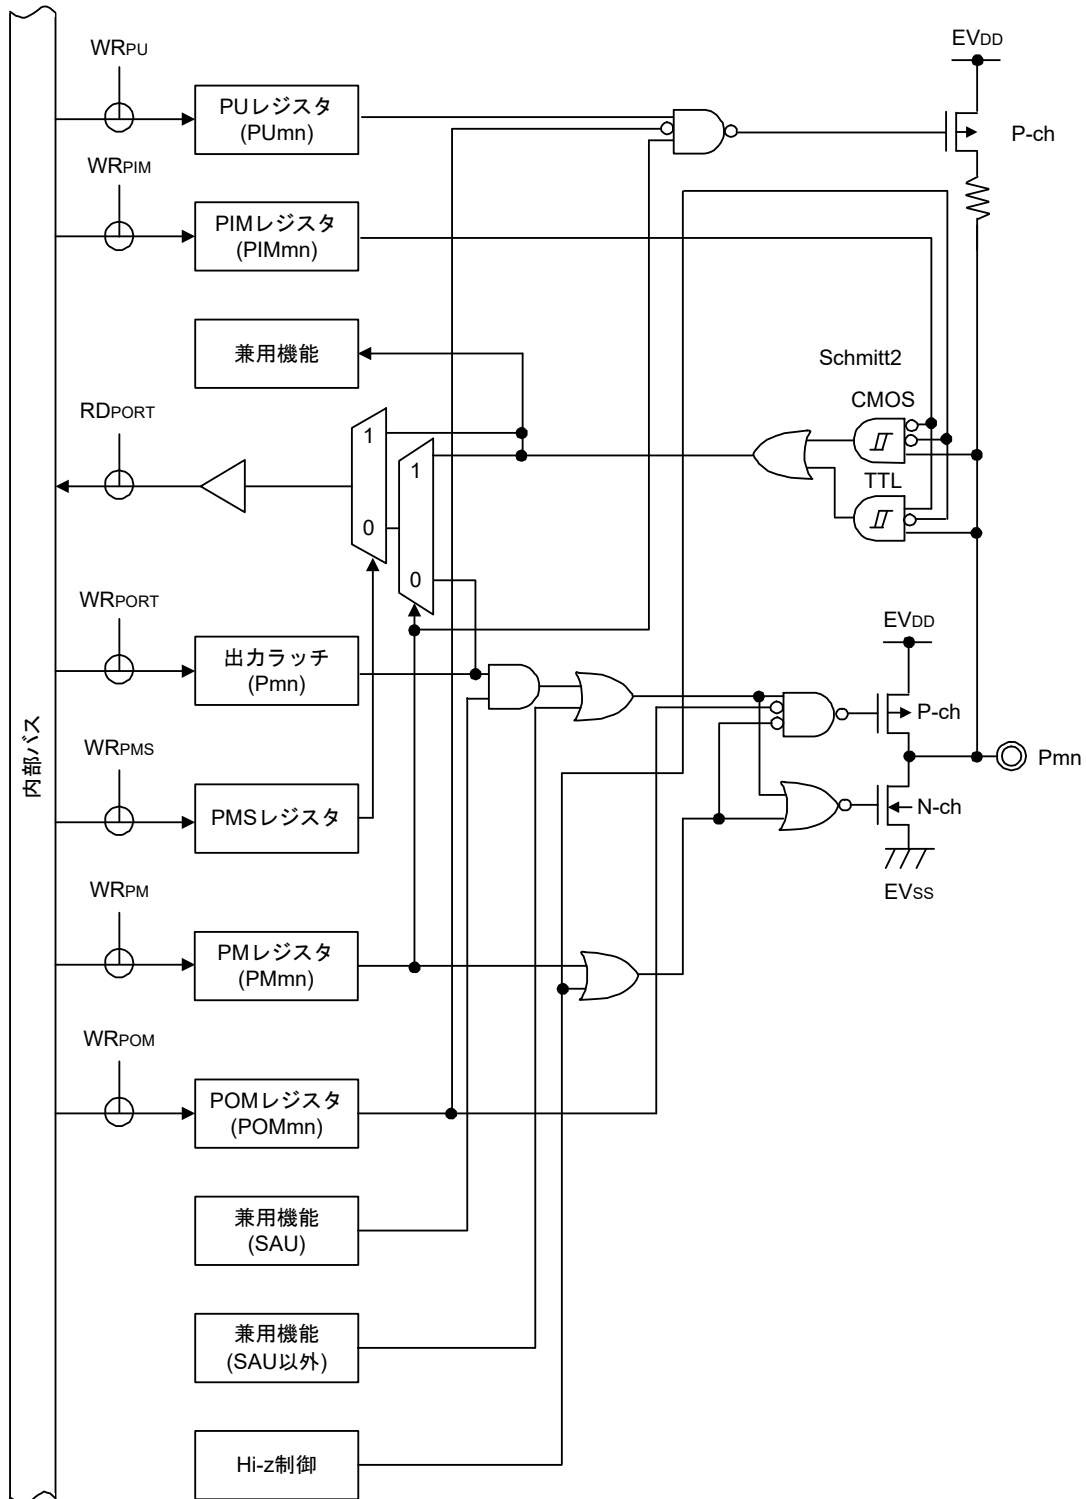 WRPU
EVDD
PUレジスタ
(PUmn)
P-ch
WRPIM
PIMレジスタ
(PIMmn)
兼用機能
Schmitt2
CMOS
RDPORT
1
1
TTL
0
0
WRPORT
EVDD
出力ラッチ
(Pmn)
P-ch
内部バス
WRPMS
Pmn
PMSレジスタ
N-ch
WRPM
EVSS
PMレジスタ
(PMmn)
WRPOM
POMレジスタ
(POMmn)
兼用機能
(SAU)
兼用機能
(SAU以外)
Hi-z制御